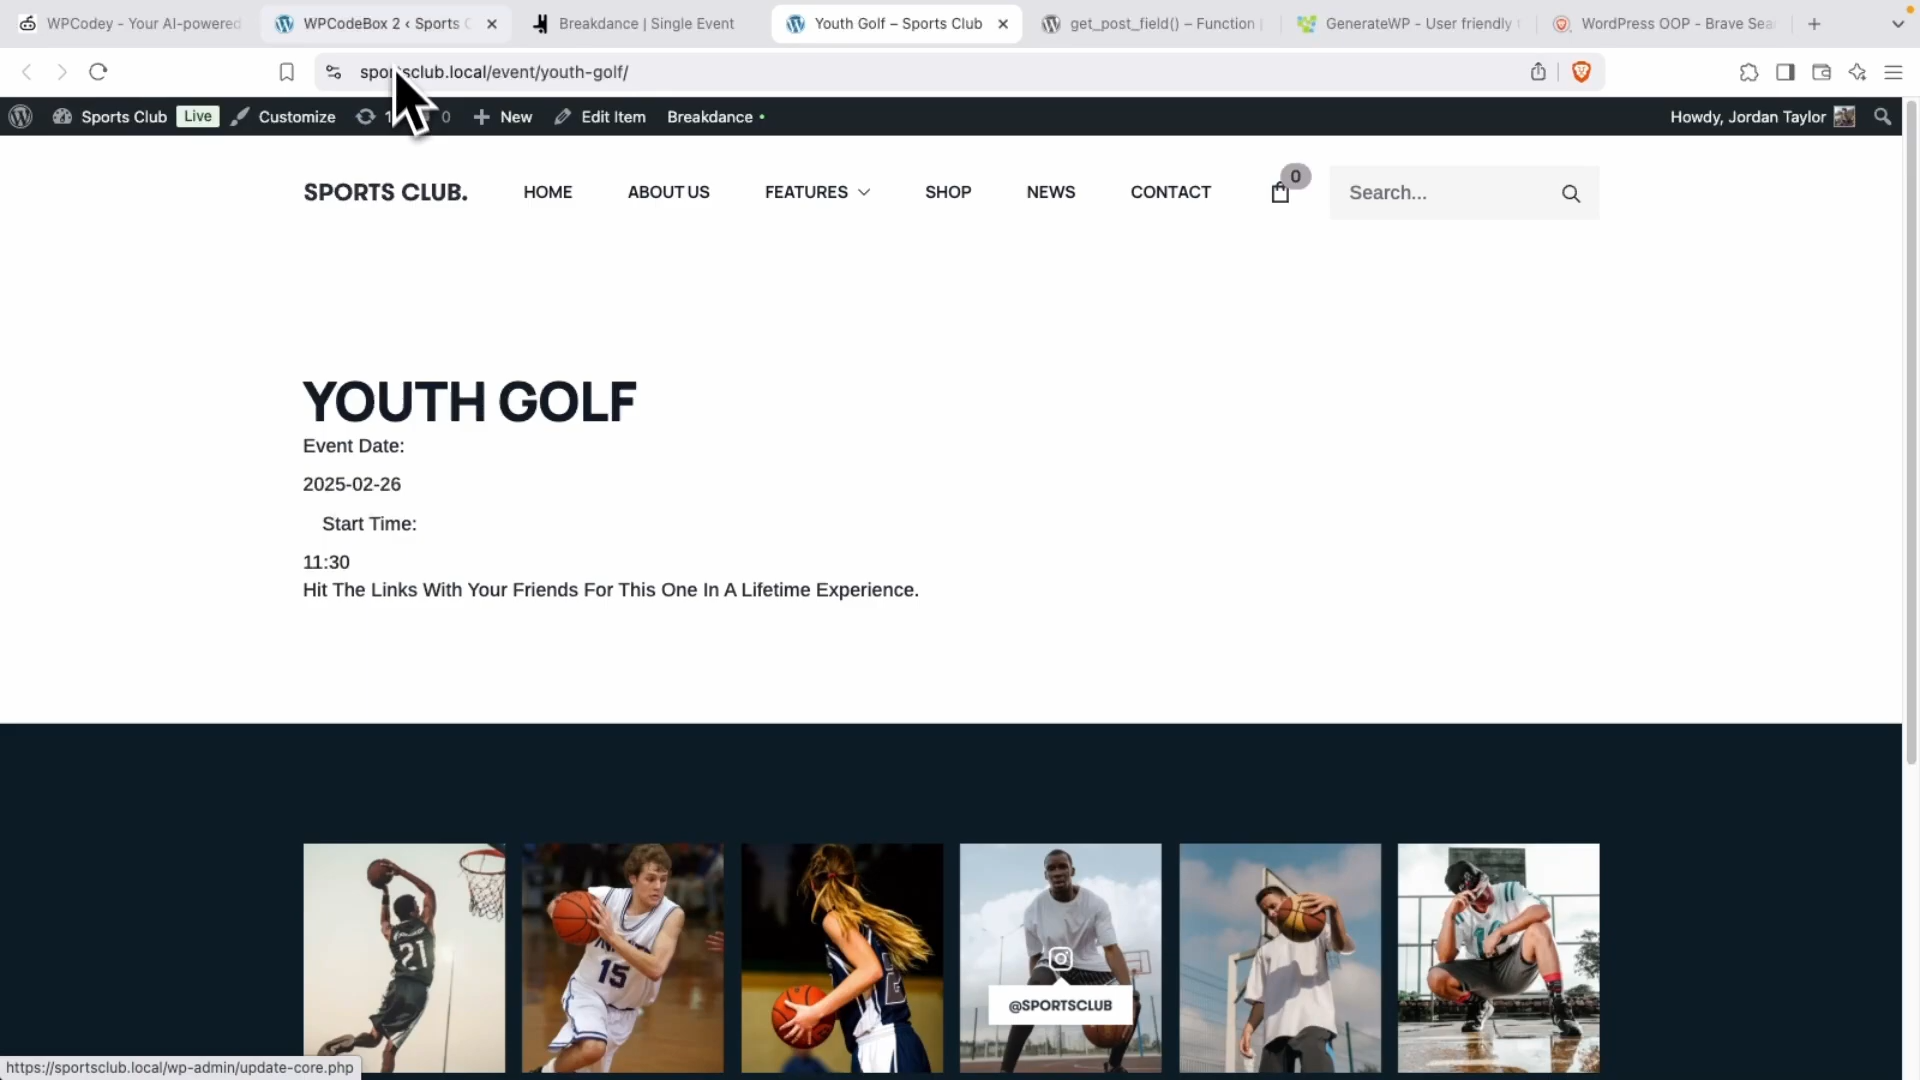 WPCodey - Your AI-powered
WPCodeBox 2 ‹ Sports C
Breakdance | Single Event
Youth Golf – Sports Club
get_post_field() – Function
GenerateWP - User friendly
WordPress OOP - Brave Sea
sportsclub.local/event/youth-golf/
Sports Club
Live
Customize
0
New
Edit Item
Breakdance
Howdy, Jordan Taylor
SPORTS CLUB.
HOME
ABOUT US
FEATURES
SHOP
NEWS
CONTACT
0
Search...
YOUTH GOLF
Event Date:
2025-02-26
Start Time:
11:30
Hit The Links With Your Friends For This One In A Lifetime Experience.
21
15
@SPORTSCLUB
https://sportsclub.local/wp-admin/update-core.php